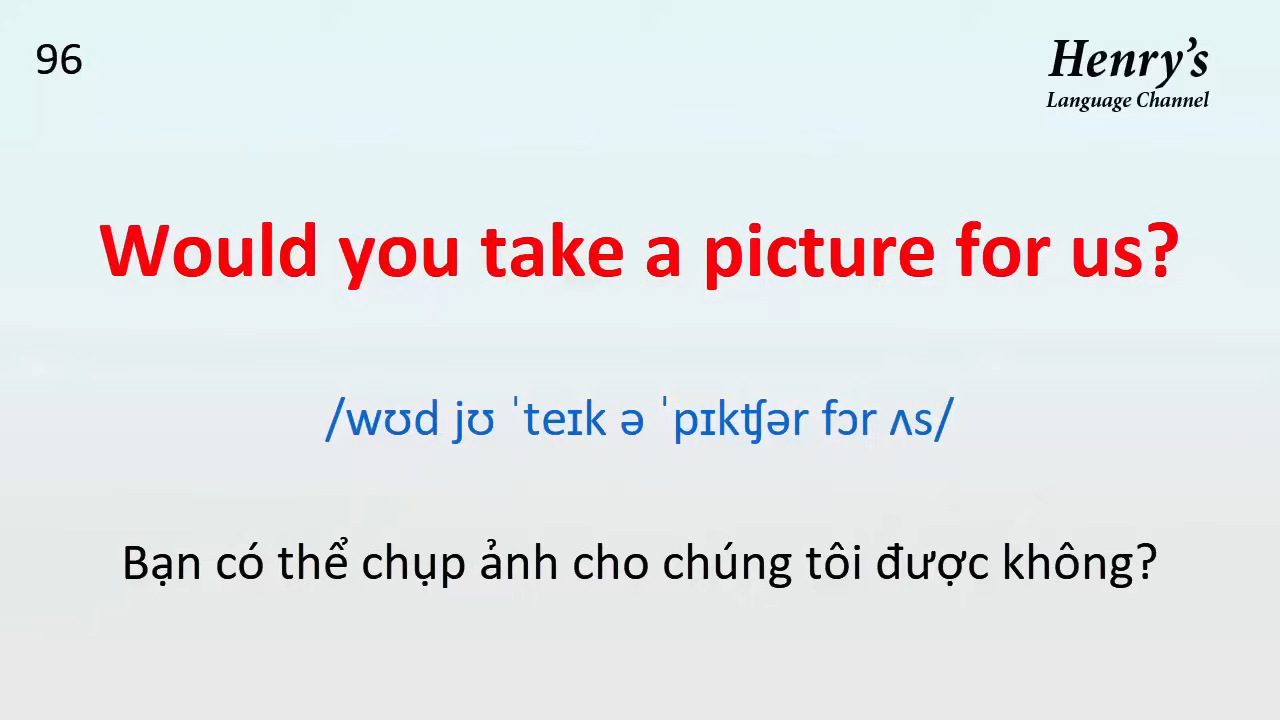 96
Henry’s
Language Channel
Would you take a picture for us?
/wʊd jʊ ˈteɪk ə ˈpɪkʧər fɔr ʌs/
Bạn có thể chụp ảnh cho chúng tôi được không?